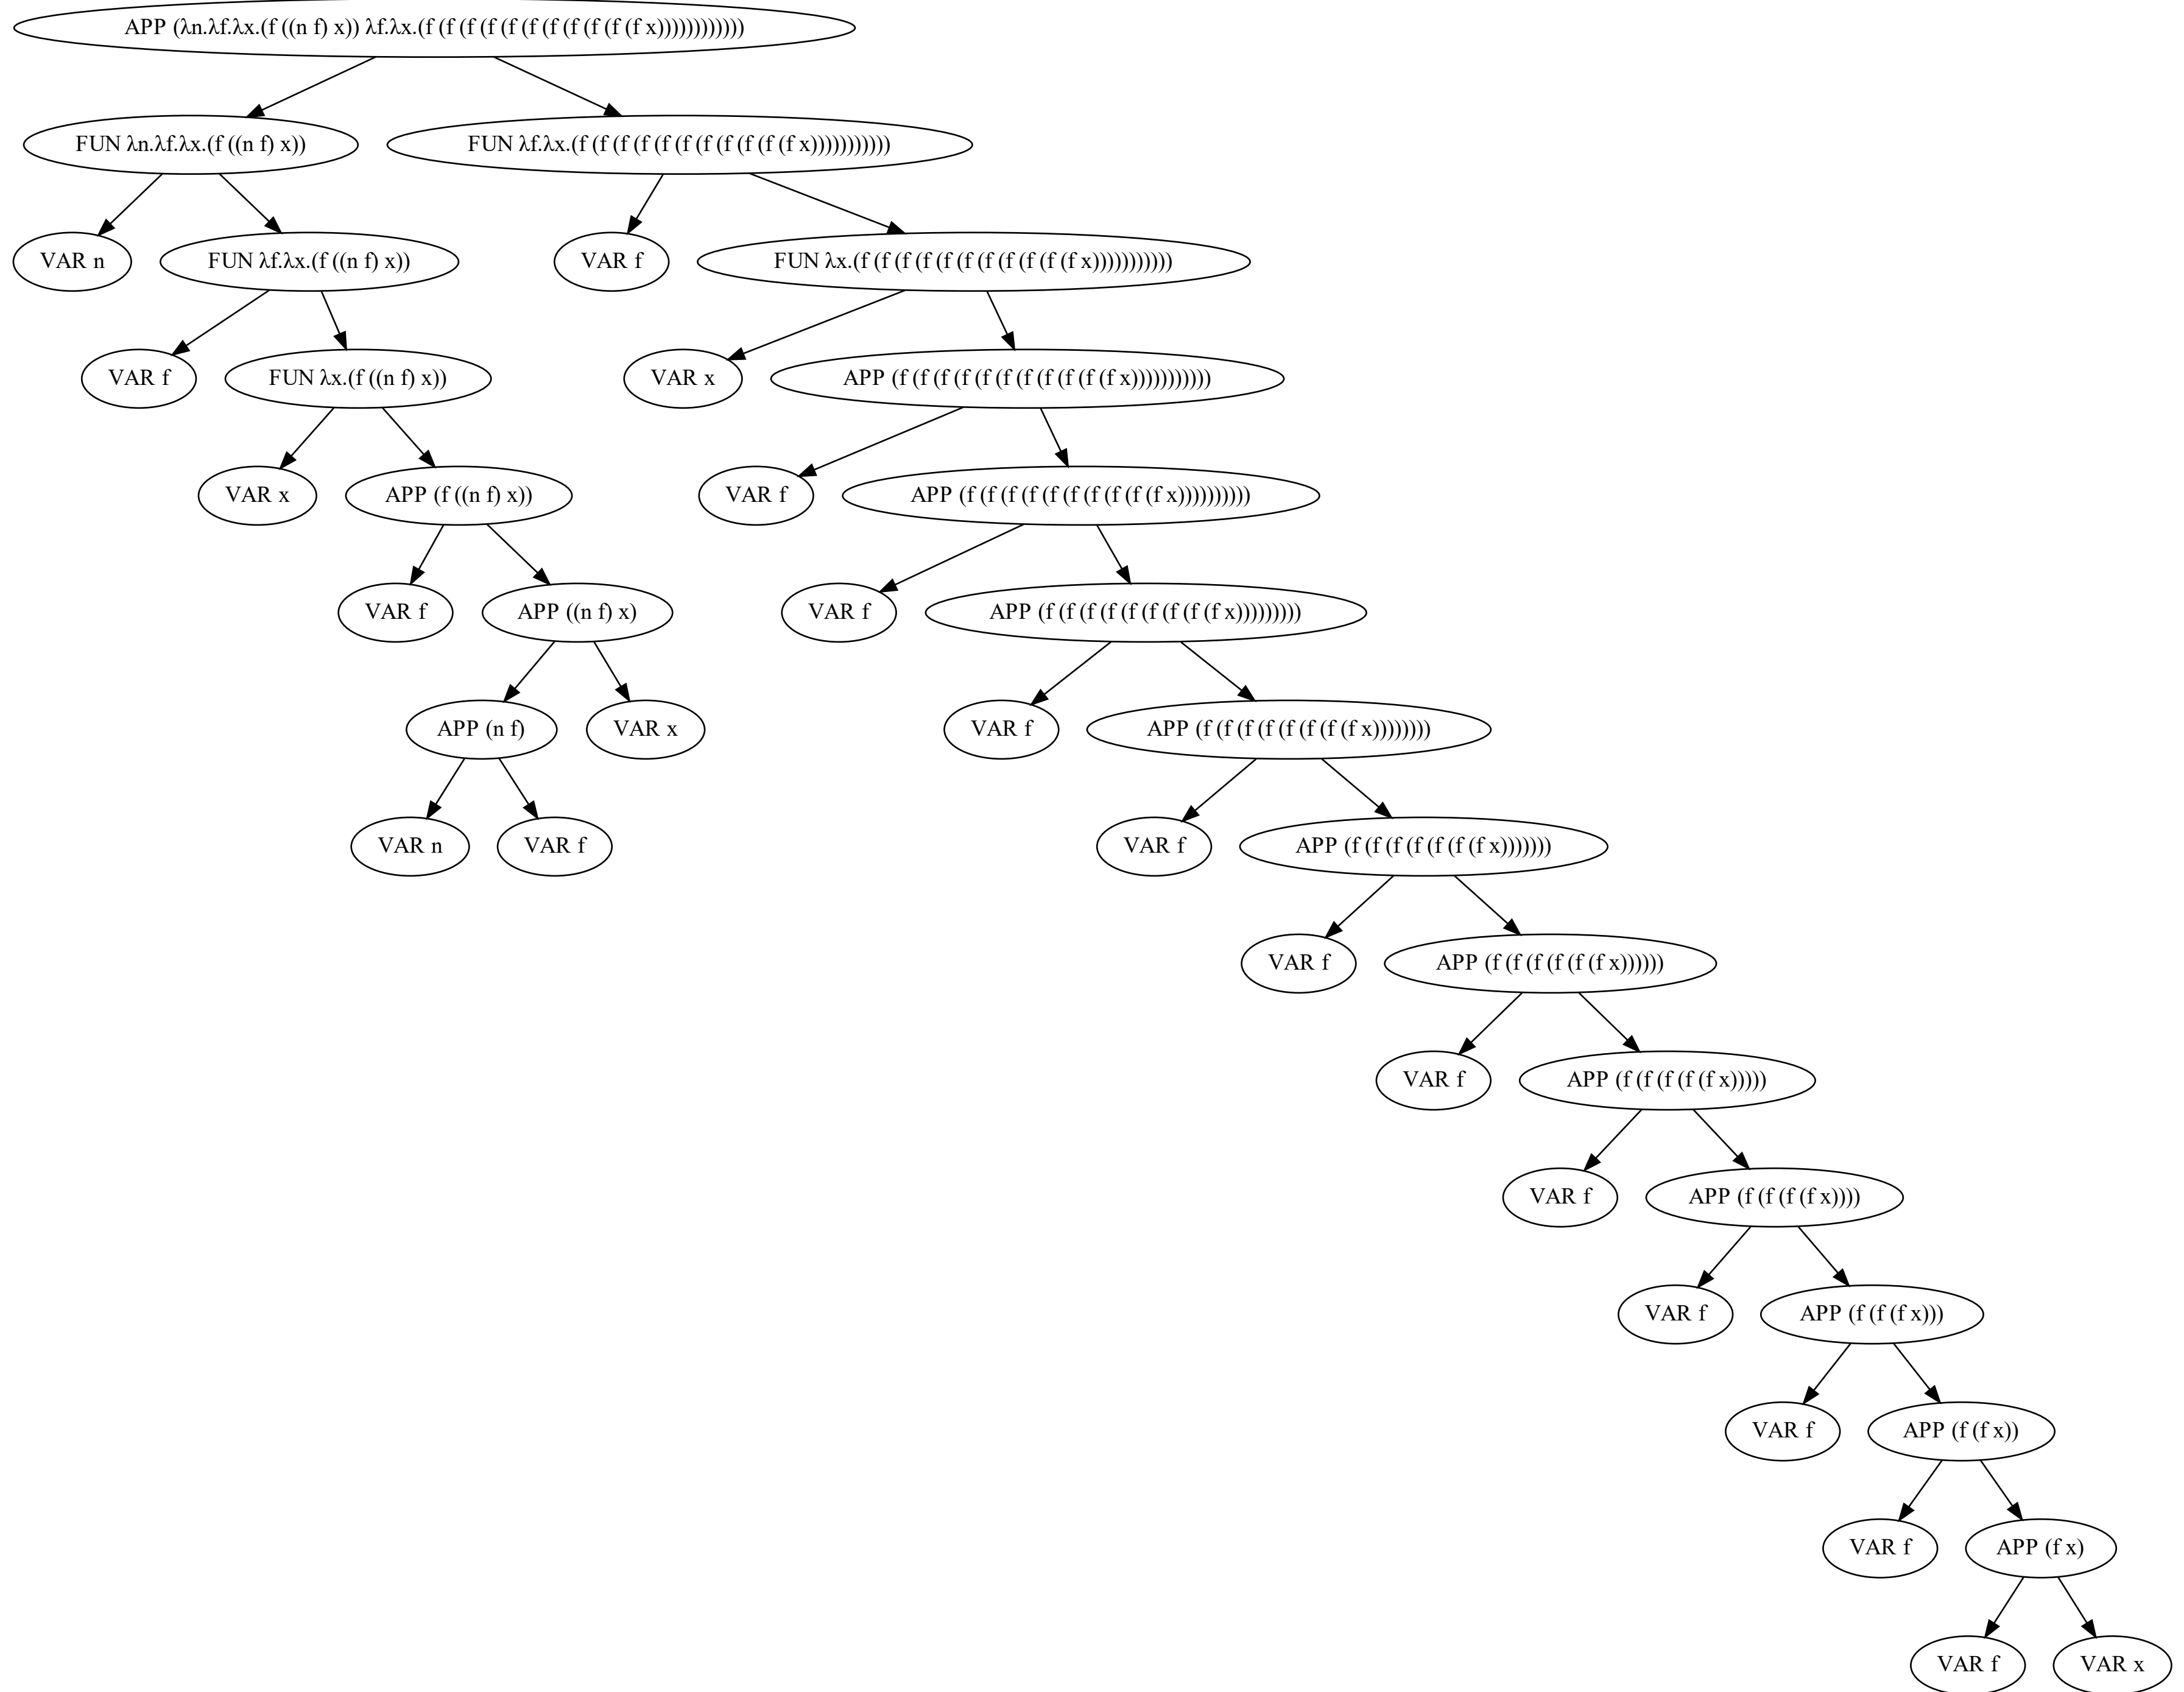 APP (λn.λf.λx.(f ((n f) x)) λf.λx.(f (f (f (f (f (f (f (f (f (f (f x))))))))))))
FUN λn.λf.λx.(f ((n f) x))
FUN λf.λx.(f (f (f (f (f (f (f (f (f (f (f x)))))))))))
VAR n
FUN λf.λx.(f ((n f) x))
VAR f
FUN λx.(f (f (f (f (f (f (f (f (f (f (f x)))))))))))
VAR f
FUN λx.(f ((n f) x))
VAR x
APP (f (f (f (f (f (f (f (f (f (f (f x)))))))))))
VAR x
APP (f ((n f) x))
VAR f
APP (f (f (f (f (f (f (f (f (f (f x))))))))))
VAR f
APP ((n f) x)
VAR f
APP (f (f (f (f (f (f (f (f (f x)))))))))
APP (n f)
VAR x
VAR f
APP (f (f (f (f (f (f (f (f x))))))))
VAR n
VAR f
VAR f
APP (f (f (f (f (f (f (f x)))))))
VAR f
APP (f (f (f (f (f (f x))))))
VAR f
APP (f (f (f (f (f x)))))
VAR f
APP (f (f (f (f x))))
VAR f
APP (f (f (f x)))
VAR f
APP (f (f x))
VAR f
APP (f x)
VAR f
VAR x